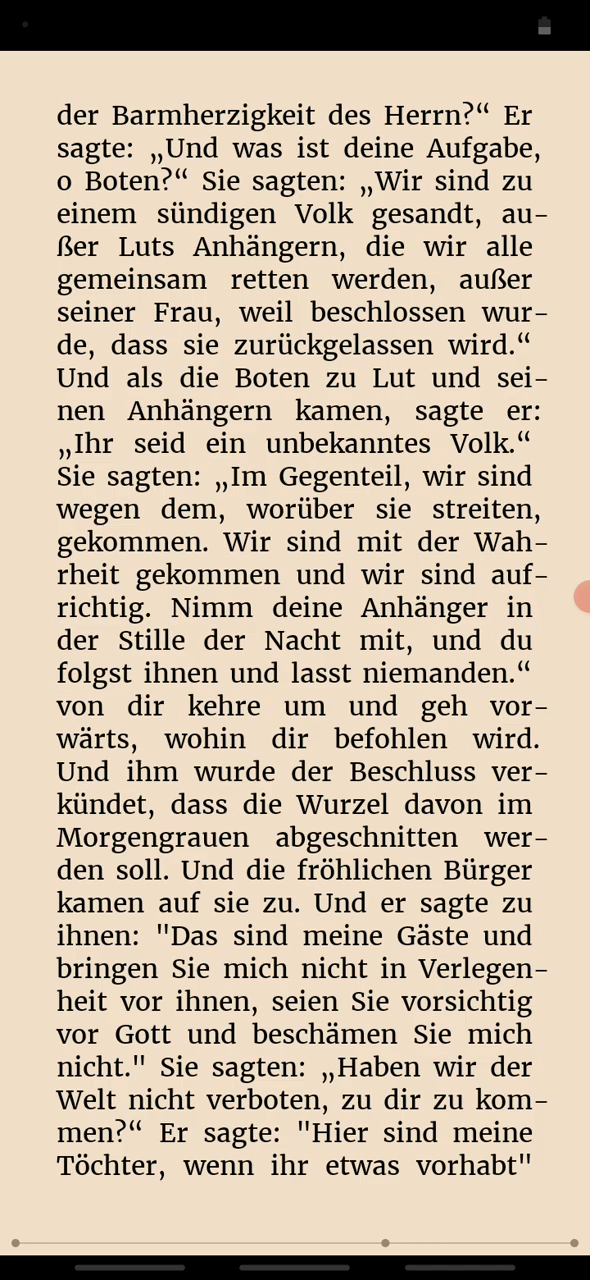 der Barmherzigkeit des Herrn?“ Er
sagte: „Und was ist deine Aufgabe,
o Boten?“ Sie sagten: „Wir sind zu
einem sündigen Volk gesandt, au-
ßer Luts Anhängern, die wir alle
gemeinsam retten werden, außer
seiner Frau, weil beschlossen wur-
de, dass sie zurückgelassen wird.“
Und als die Boten zu Lut und sei-
nen Anhängern kamen, sagte er:
„Ihr seid ein unbekanntes Volk.“
Sie sagten: „Im Gegenteil, wir sind
wegen dem, worüber sie streiten,
gekommen. Wir sind mit der Wah-
rheit gekommen und wir sind auf-
richtig. Nimm deine Anhänger in
der Stille der Nacht mit, und du
folgst ihnen und lasst niemanden.“
von dir kehre um und geh vor-
wärts, wohin dir befohlen wird.
Und ihm wurde der Beschluss ver-
kündet, dass die Wurzel davon im
Morgengrauen abgeschnitten wer-
den soll. Und die fröhlichen Bürger
kamen auf sie zu. Und er sagte zu
ihnen: "Das sind meine Gäste und
bringen Sie mich nicht in Verlegen-
heit vor ihnen, seien Sie vorsichtig
vor Gott und beschämen Sie mich
nicht." Sie sagten: „Haben wir der
Welt nicht verboten, zu dir zu kom-
men?“ Er sagte: "Hier sind meine
Töchter, wenn ihr etwas vorhabt"